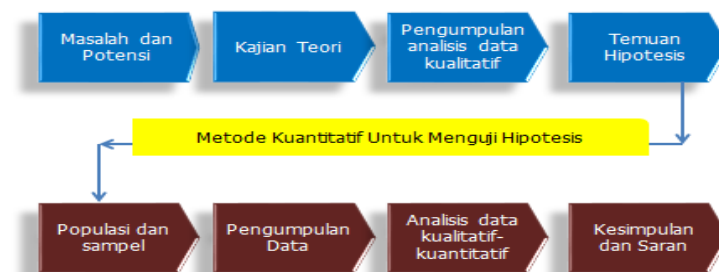 Masalah dan
Potensi
Kajian Teori
Pengumpulan
analisis data
kualitatif
Temuan
Hipotesis
Metode Kuantitatif Untuk Menguji Hipotesis
Populasi dan
sampel
Pengumpulan
Data
Analisis data
kualitatif-
kuantitatif
Kesimpulan
dan Saran